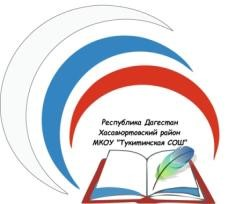 Республика Дагестан
Хасавюртовский район
МКОУ "Тукитинская СОШ"